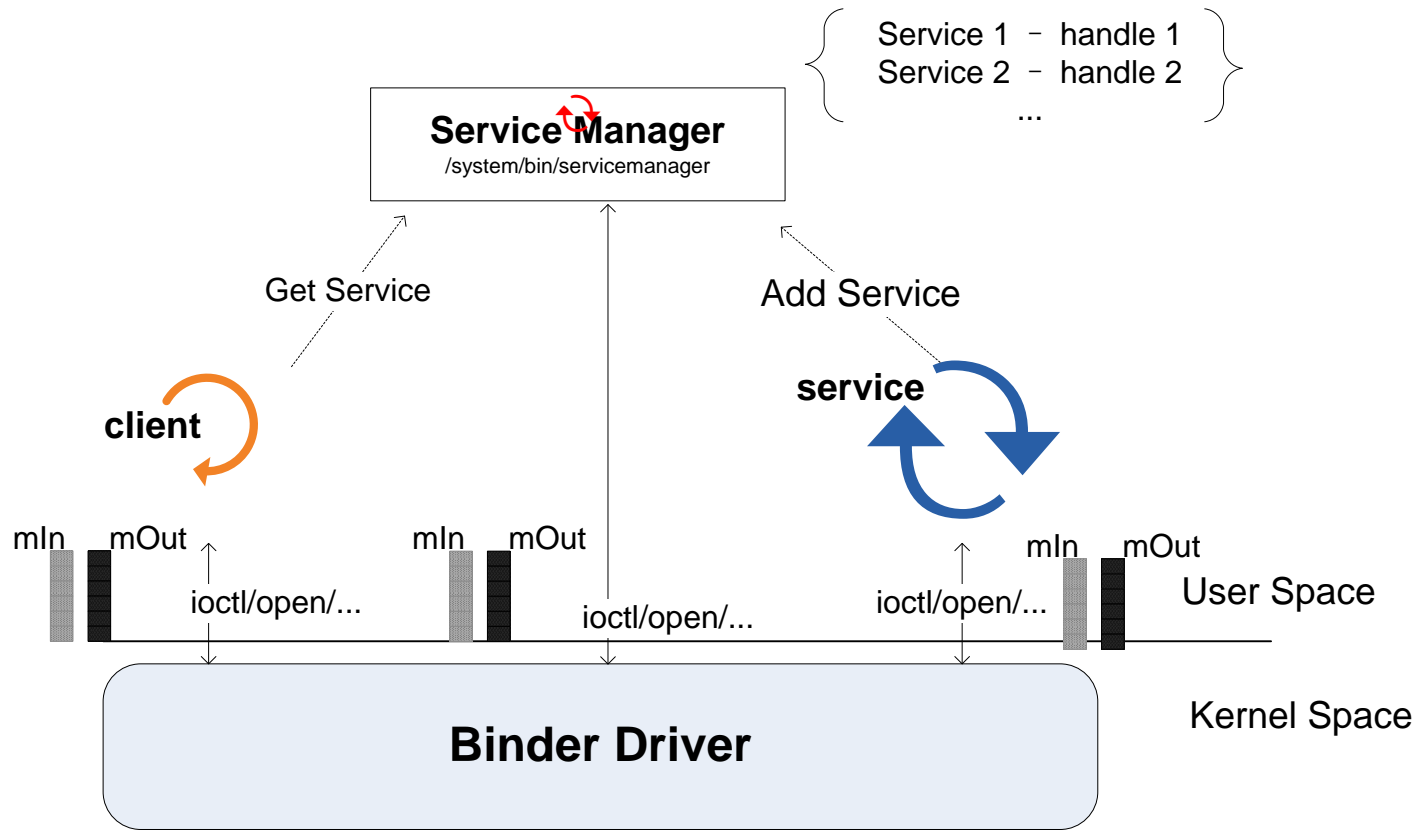 Service 1 - handle 1
Service 2 - handle 2
...
Service Manager
/system/bin/servicemanager
Get Service
Add Service
client
service
mIn mOut
mIn mOut
mIn mOut
ioctl/open/...
ioctl/open/...
ioctl/open/...
User Space
Kernel Space
Binder Driver